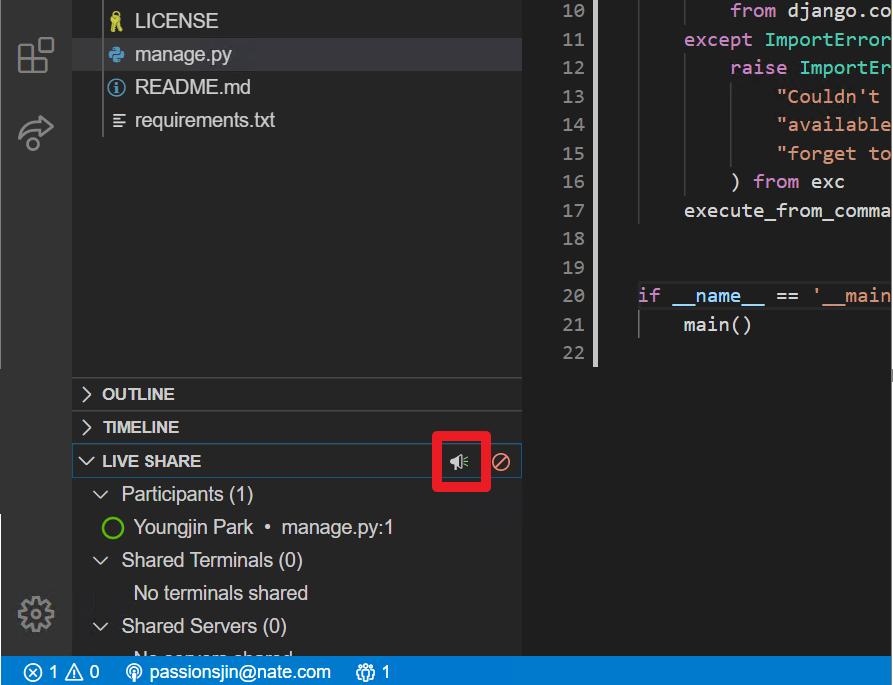 LICENSE
manage.py
README.md
requirements.txt
OUTLINE
TIMELINE
LIVE SHARE
Participants (1)
Youngjin Park • manage.py:1
Shared Terminals (0)
No terminals shared
Shared Servers (0)
No servers shared
10 from django.co
11 except ImportError
12 raise ImportEr
13 "Couldn't
14 "available
15 "forget to
16 ) from exc
17 execute_from_comma
18
19
20 if __name__ == '__main
21 main()
22
1 0 passionsjin@nate.com 1